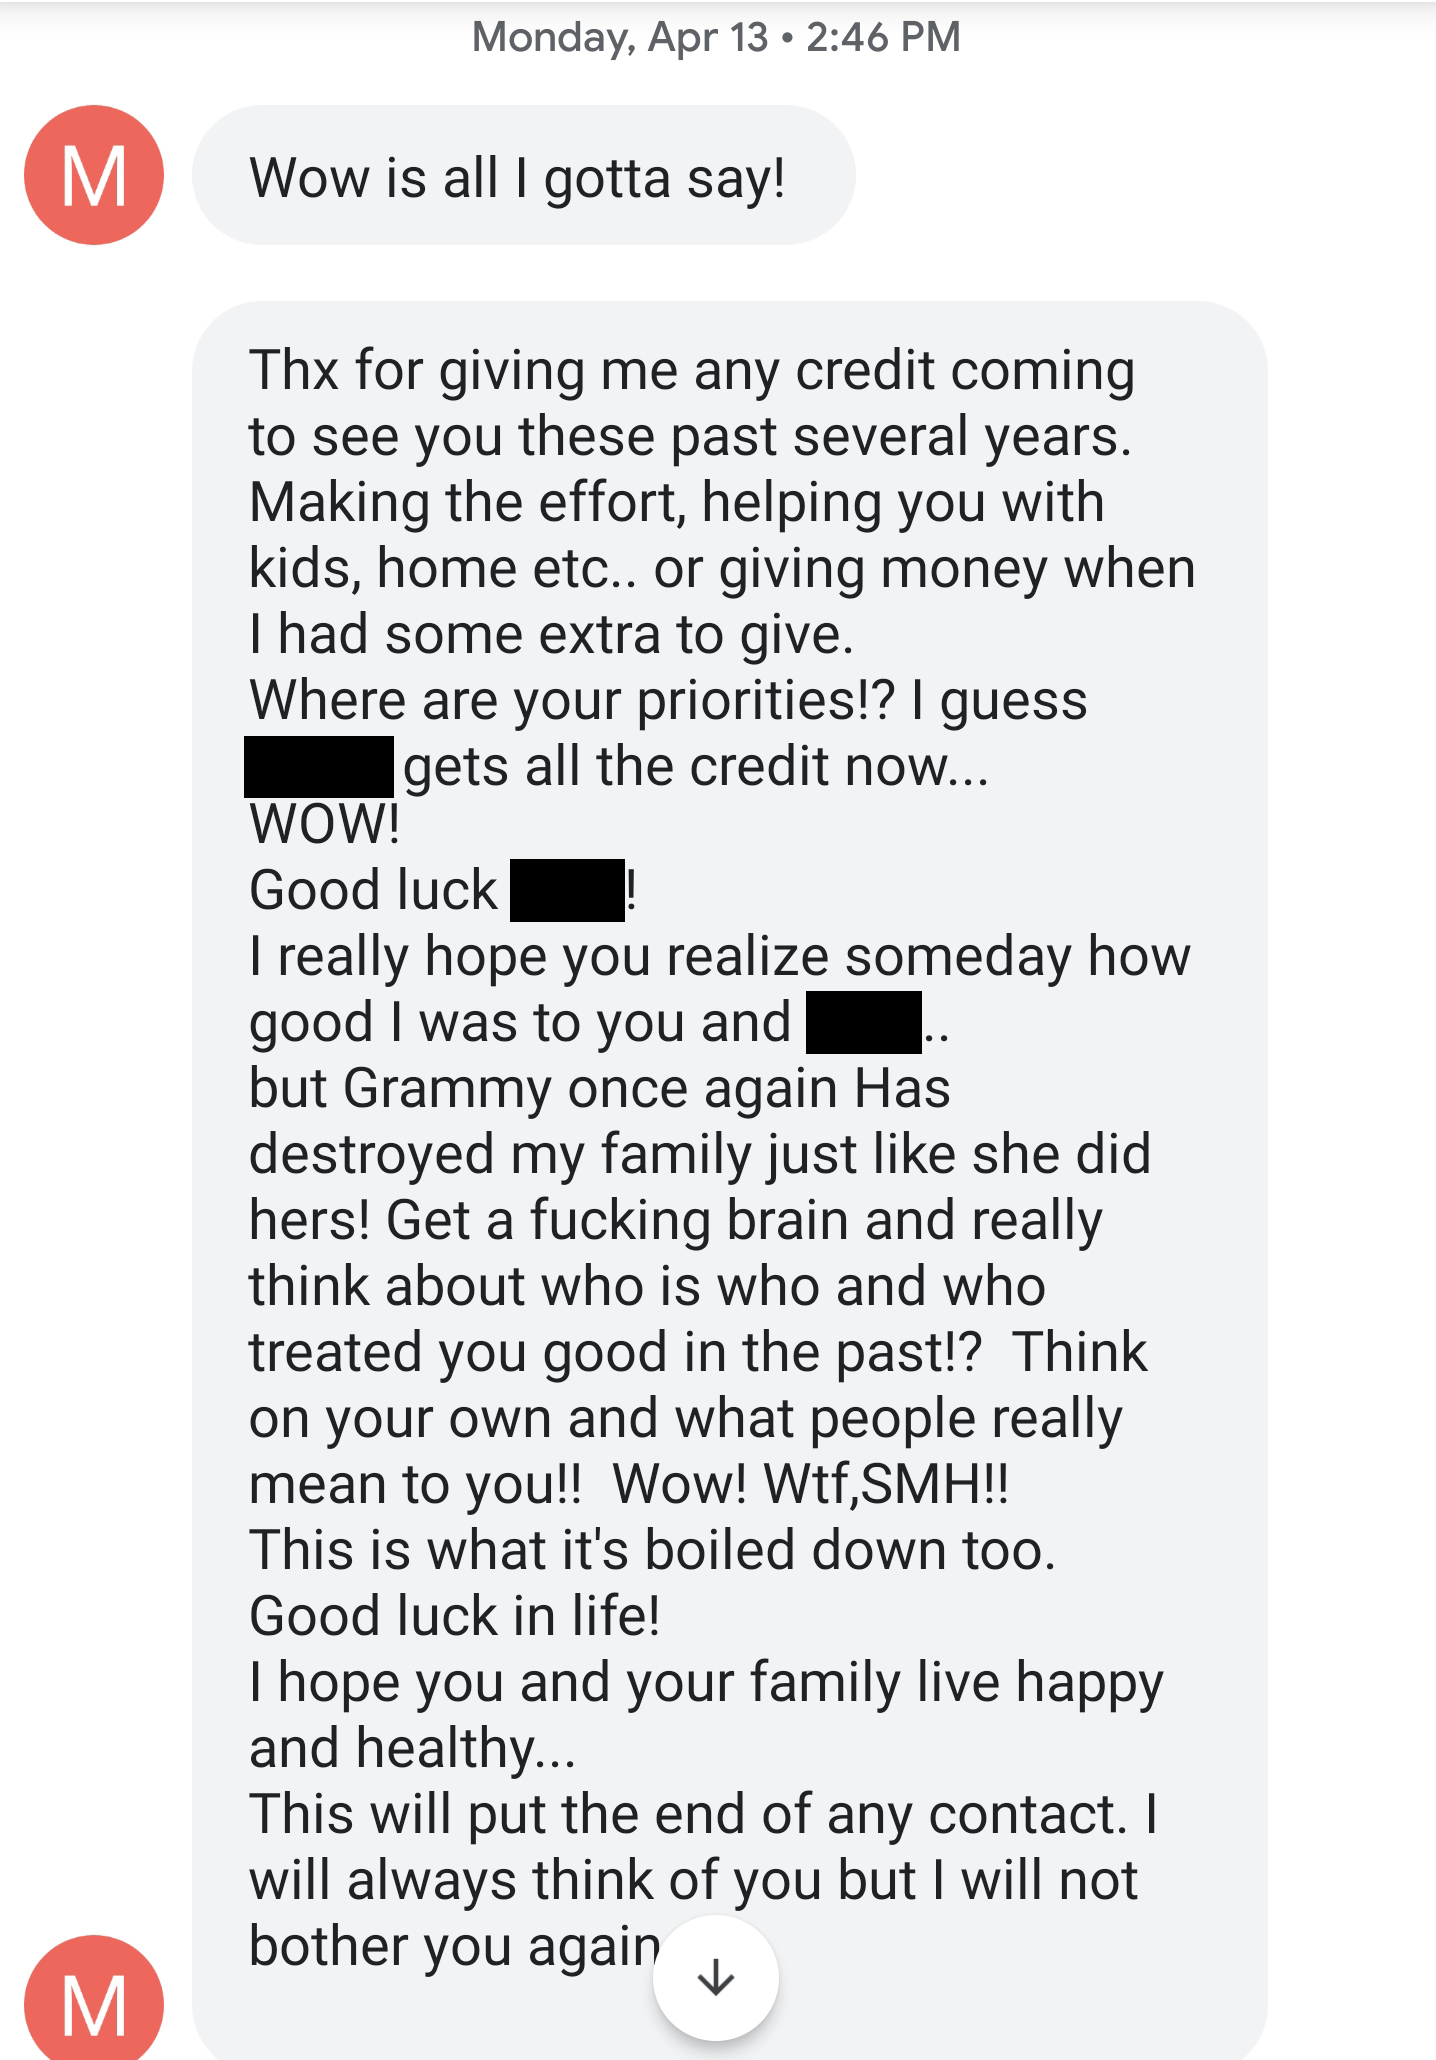 Monday, Apr 13 • 2:46 PM
M
Wow is all I gotta say!
Thx for giving me any credit coming
to see you these past several years.
Making the effort, helping you with
kids, home etc.. or giving money when
I had some extra to give.
Where are your priorities!? I guess
gets all the credit now...
WOW!
Good luck !
I really hope you realize someday how
good I was to you and ..
but Grammy once again Has
destroyed my family just like she did
hers! Get a fucking brain and really
think about who is who and who
treated you good in the past!?  Think
on your own and what people really
mean to you!!  Wow! Wtf,SMH!!
This is what it's boiled down too.
Good luck in life!
I hope you and your family live happy
and healthy...
This will put the end of any contact. I
will always think of you but I will not
bother you again
M